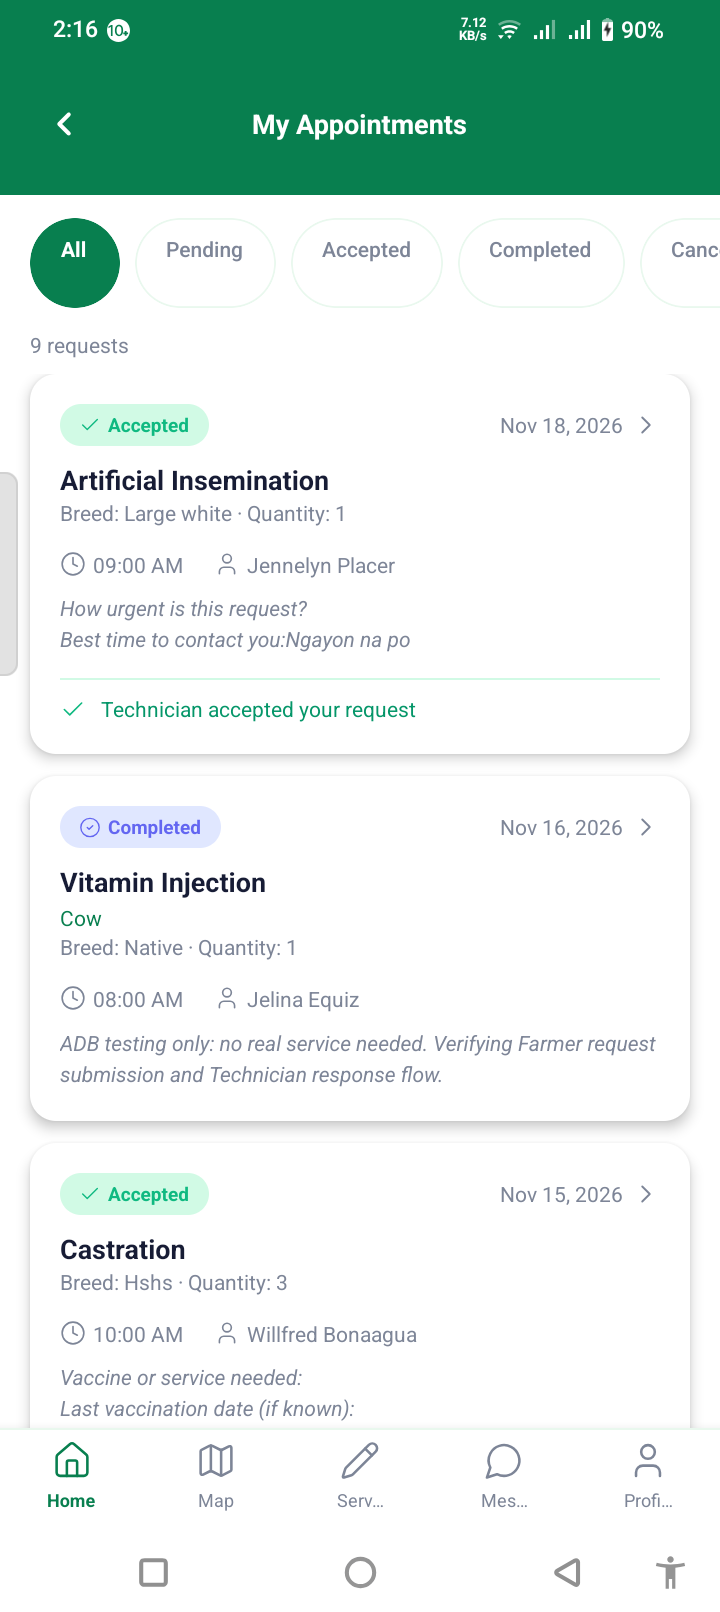 2:16
7.12
KB/s
90%
My Appointments
All
Pending
Accepted
Completed
Canc
9 requests
Accepted
Nov 18, 2026
Artificial Insemination
Breed: Large white · Quantity: 1
09:00 AM
Jennelyn Placer
How urgent is this request?
Best time to contact you:Ngayon na po
Technician accepted your request
Completed
Nov 16, 2026
Vitamin Injection
Cow
Breed: Native · Quantity: 1
08:00 AM
Jelina Equiz
ADB testing only: no real service needed. Verifying Farmer request
submission and Technician response flow.
Accepted
Nov 15, 2026
Castration
Breed: Hshs · Quantity: 3
10:00 AM
Willfred Bonaagua
Vaccine or service needed:
Last vaccination date (if known):
Home
Map
Serv...
Mes...
Profi...